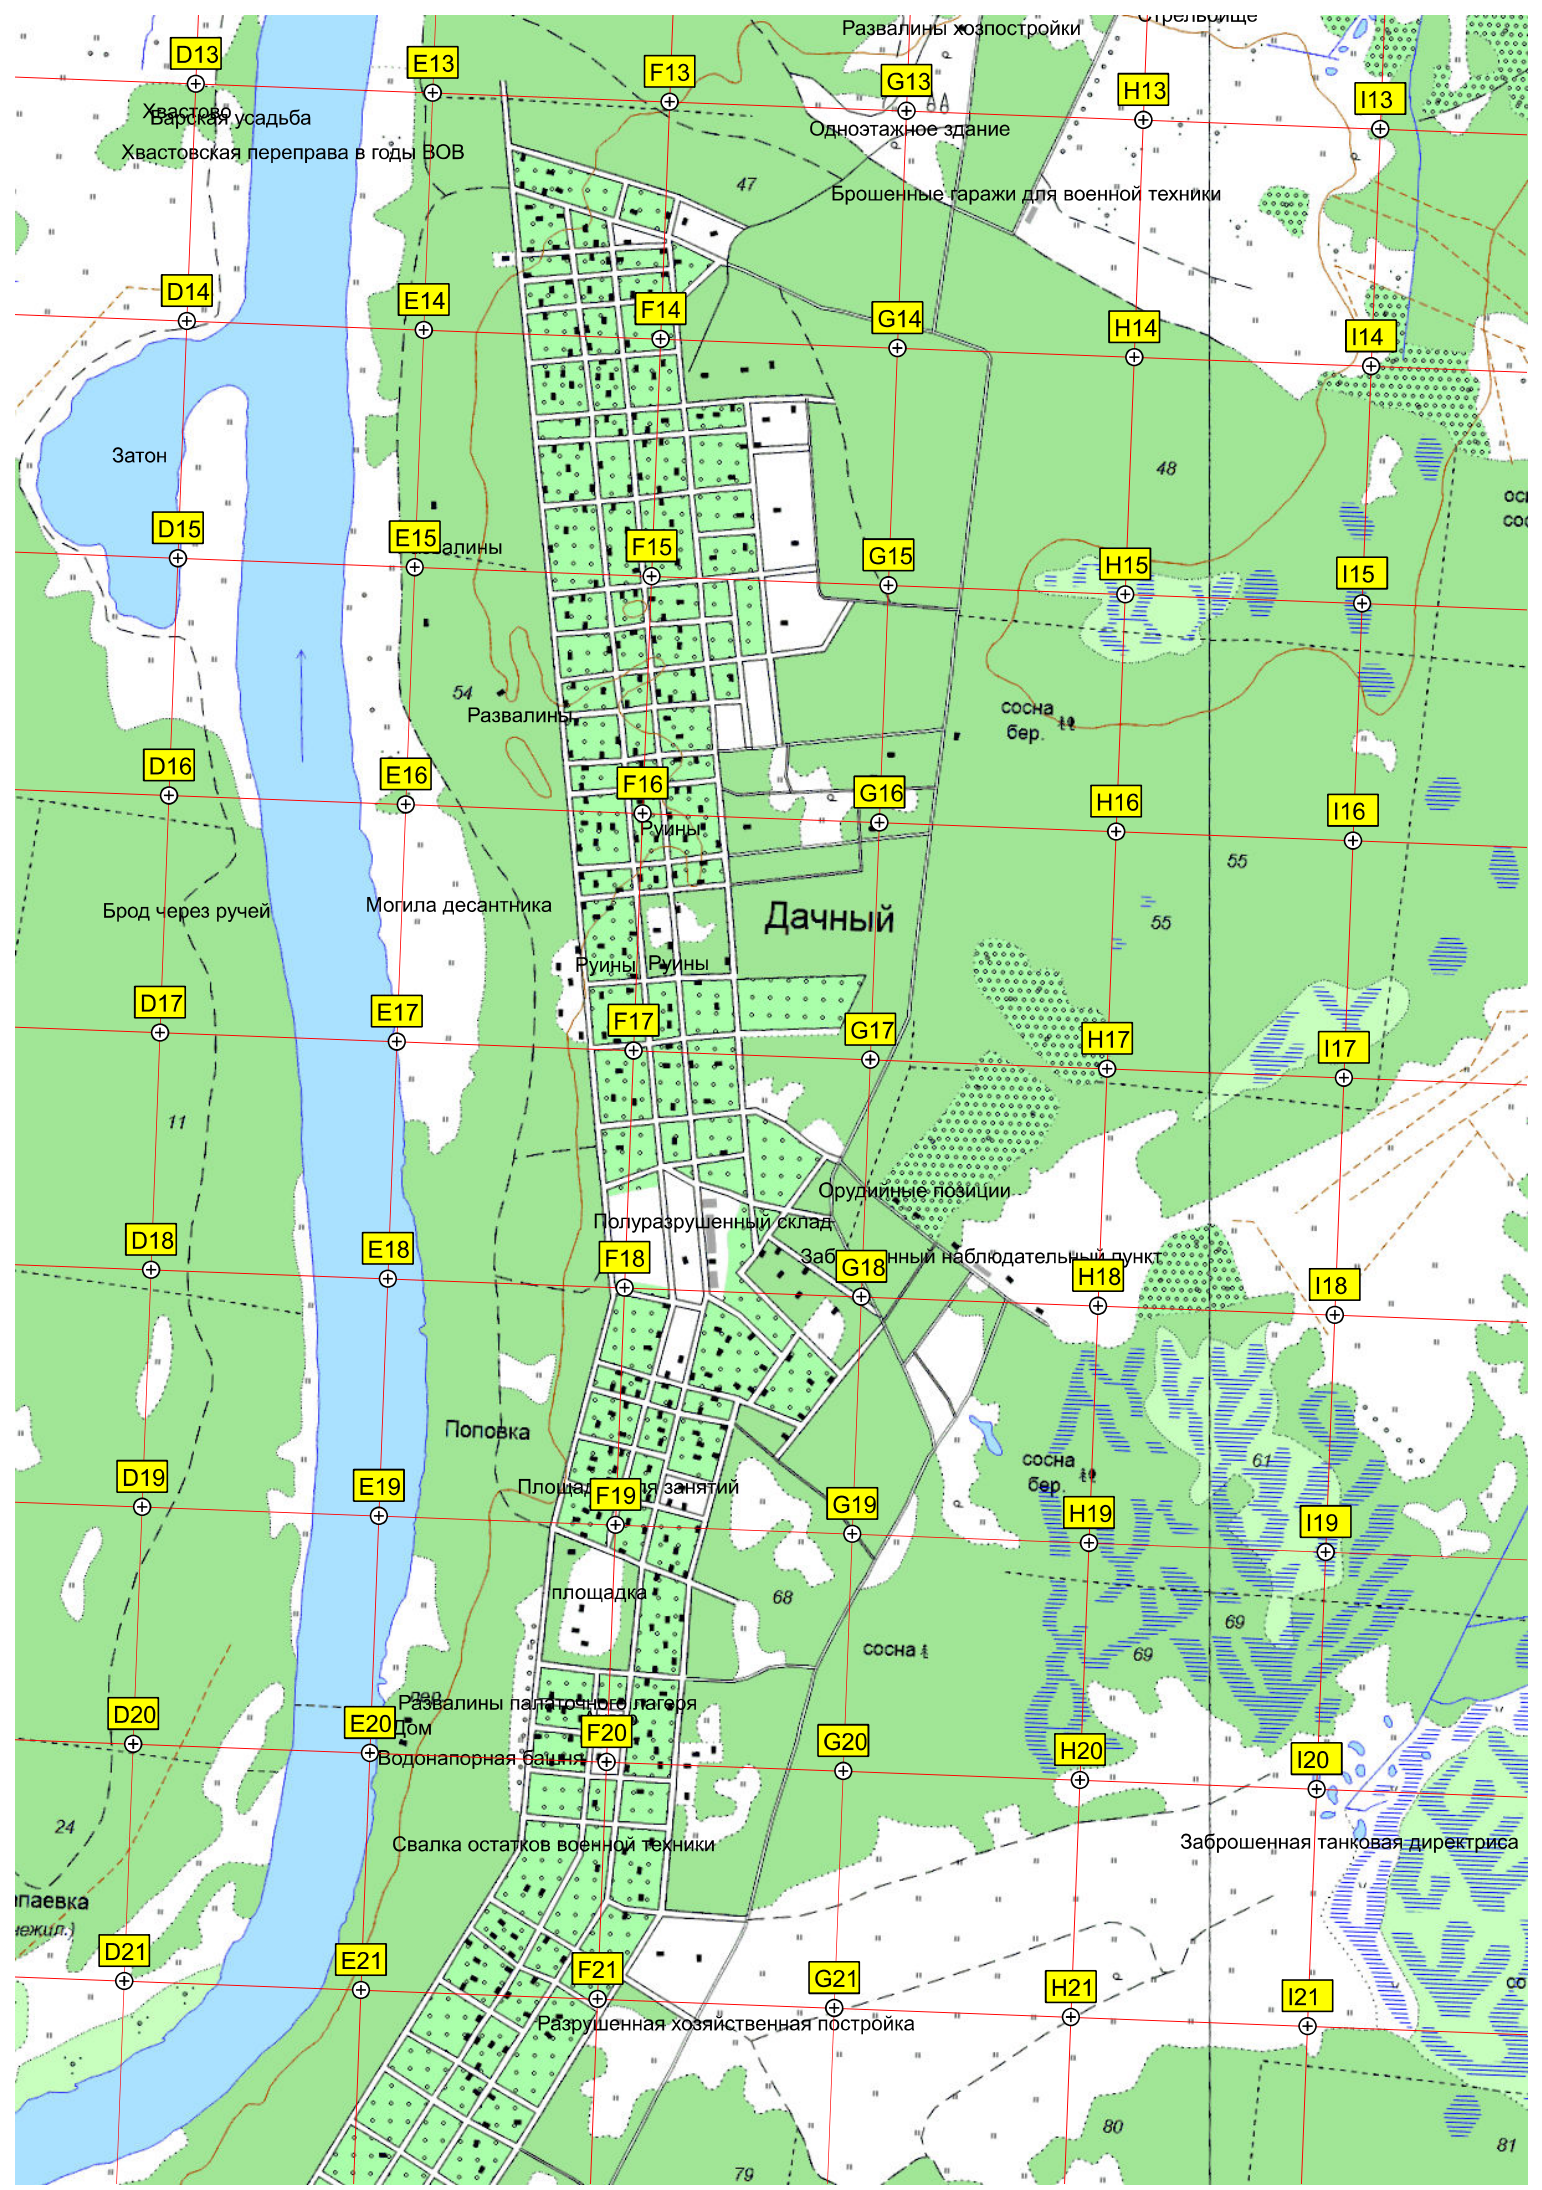 Развалины хозпостройки
Стрельбище
D13
E13
F13
G13
H13
I13
Хвастово
Барская усадьба
Одноэтажное здание
Хвастовская переправа в годы ВОВ
47
Брошенные гаражи для военной техники
D14
E14
F14
G14
H14
I14
Затон
48
D15
E15
F15
G15
H15
I15
54
Развалины
сосна
бер.
D16
E16
F16
G16
H16
I16
Руины
55
Брод через ручей
Могила десантника
Дачный
55
Руины
Руины
D17
E17
F17
G17
H17
I17
11
Орудийные позиции
Полуразрушенный склад
D18
E18
F18
G18
H18
I18
наблюдательный пункт
Поповка
сосна
бер.
61
D19
E19
F19
G19
H19
I19
занятий
площадка
68
69
69
сосна
Развалины палаточного лагеря
D20
E20
F20
G20
H20
I20
Дом
Водонапорная башня
24
Свалка остатков военной техники
Заброшенная танковая директриса
D21
E21
F21
G21
H21
I21
Разрушенная хозяйственная постройка
80
81
79